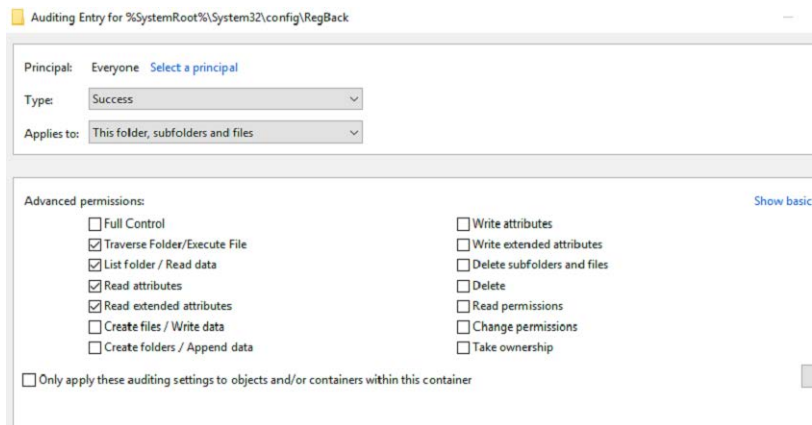 Auditing Entry for %SystemRoot%\System32\config\RegBack
Principal: Everyone Select a principal
Type: Success
Applies to: This folder, subfolders and files
Advanced permissions: Show basic
Full Control
Traverse Folder/Execute File
List folder / Read data
Read attributes
Read extended attributes
Create files / Write data
Create folders / Append data
Write attributes
Write extended attributes
Delete subfolders and files
Delete
Read permissions
Change permissions
Take ownership
Only apply these auditing settings to objects and/or containers within this container